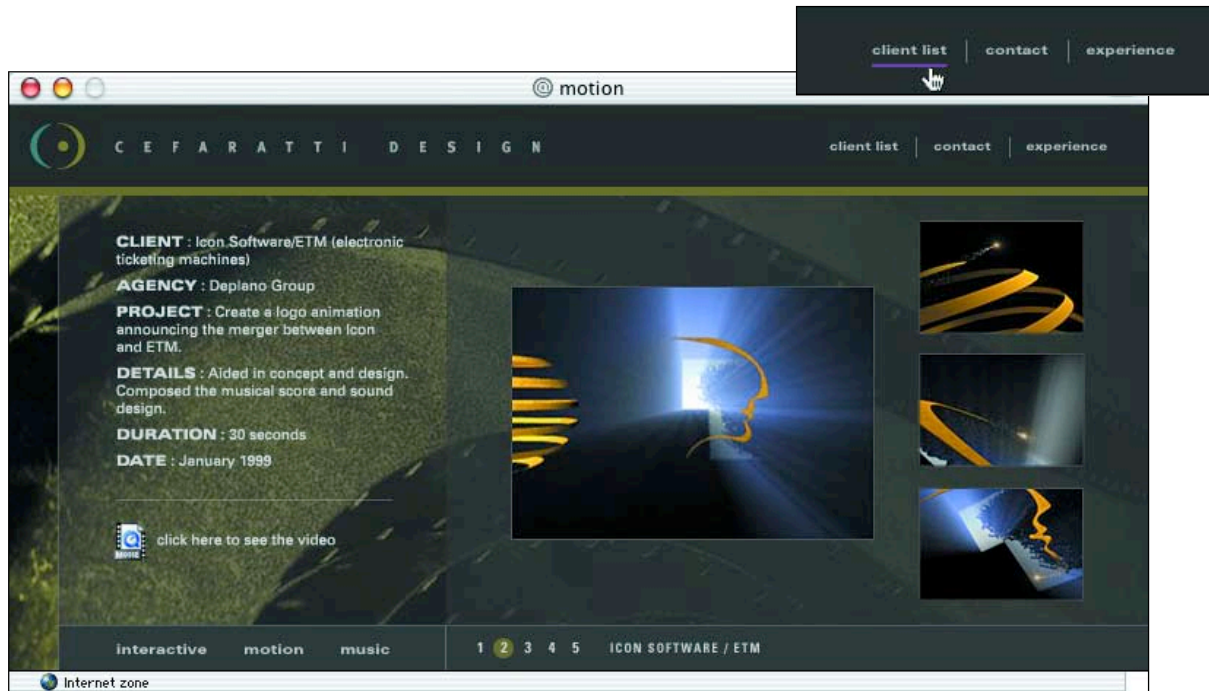 client list | contact | experience
motion
CEFARATTI DESIGN
client list | contact | experience
CLIENT : Icon Software/ETM (electronic
ticketing machines)
AGENCY : Deplano Group
PROJECT : Create a logo animation
announcing the merger between Icon
and ETM.
DETAILS : Aided in concept and design.
Composed the musical score and sound
design.
DURATION : 30 seconds
DATE : January 1999
MOVIE
click here to see the video
interactive motion music
1 2 3 4 5 ICON SOFTWARE / ETM
Internet zone